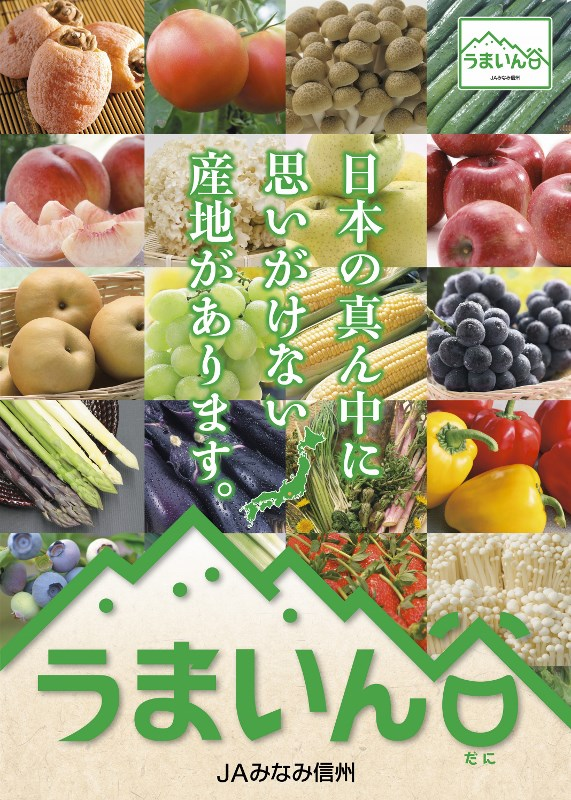 うまいん谷
JAみなみ信州
日本の真ん中に
思いがけない
産地があります。
うまいん谷
だに
JAみなみ信州